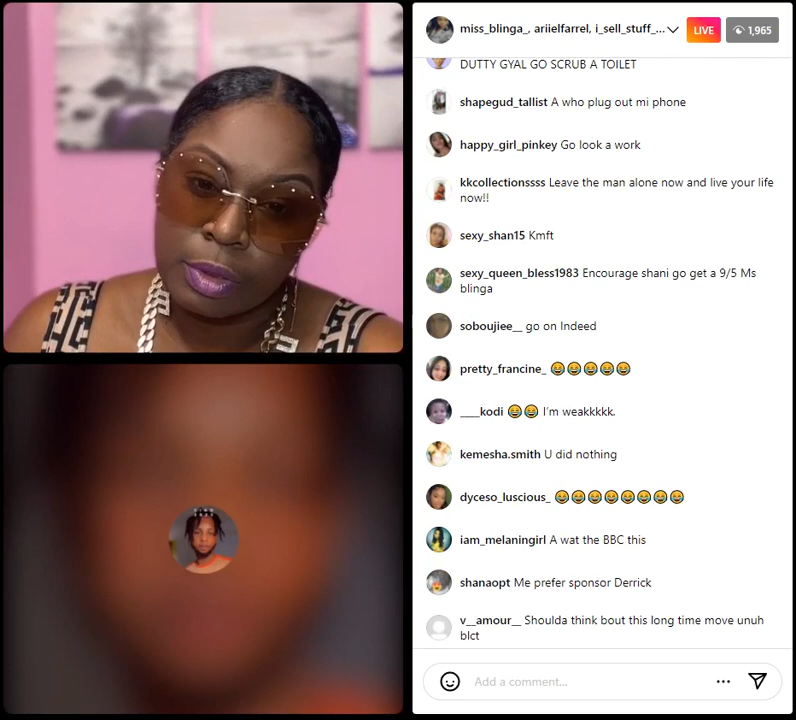 miss_blinga_, ariielfarrel, i_sell_stuff_... LIVE 1,965
DUTTY GYAL GO SCRUB A TOILET
shapegud_tallist A who plug out mi phone
happy_girl_pinkey Go look a work
kkcollectionssss Leave the man alone now and live your life
now!!
sexy_shan15 Kmft
sexy_queen_bless1983 Encourage shani go get a 9/5 Ms
blinga
soboujiee__ go on Indeed
pretty_francine_ 😂😂😂😂😂
____kodi 😂😂 I'm weakkkkk.
kemesha.smith U did nothing
dyceso_luscious_ 😂😂😂😂😂😂😂😂
iam_melaningirl A wat the BBC this
shanaopt Me prefer sponsor Derrick
v__amour__ Shoulda think bout this long time move unuh
blct
Add a comment...